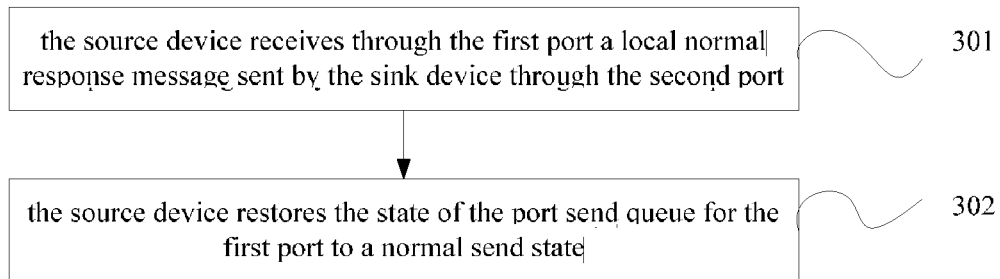 the source device receives through the first port a local normal
response message sent by the sink device through the second port
301
the source device restores the state of the port send queue for the
first port to a normal send state
302